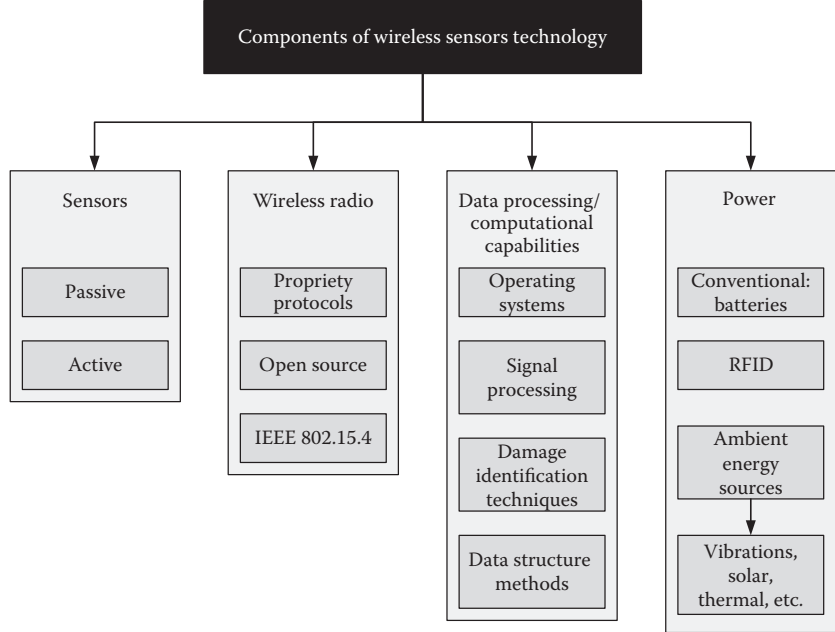 Components of wireless sensors technology
Sensors
Passive
Active
Wireless radio
Propriety
protocols
Open source
IEEE 802.15.4
Data processing/
computational
capabilities
Operating
systems
Signal
processing
Damage
identification
techniques
Data structure
methods
Power
Conventional:
batteries
RFID
Ambient
energy
sources
Vibrations,
solar,
thermal, etc.